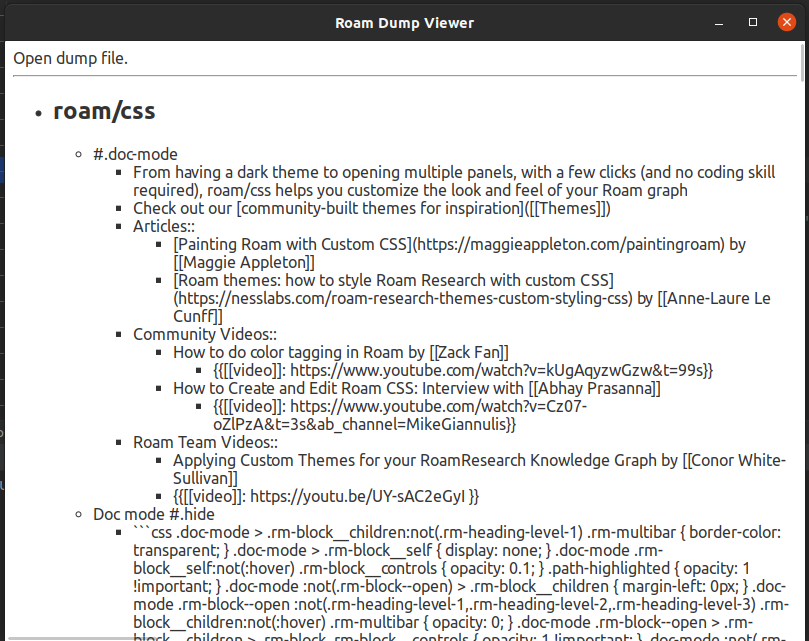 Roam Dump Viewer
Open dump file.
roam/css
#.doc-mode
From having a dark theme to opening multiple panels, with a few clicks (and no coding skill
required), roam/css helps you customize the look and feel of your Roam graph
Check out our [community-built themes for inspiration]([[Themes]])
Articles::
[Painting Roam with Custom CSS](https://maggieappleton.com/paintingroam) by
[[Maggie Appleton]]
[Roam themes: how to style Roam Research with custom CSS]
(https://nesslabs.com/roam-research-themes-custom-styling-css) by [[Anne-Laure Le
Cunff]]
Community Videos::
How to do color tagging in Roam by [[Zack Fan]]
{{[[video]]: https://www.youtube.com/watch?v=kUgAqyzwGzw&t=99s}}
How to Create and Edit Roam CSS: Interview with [[Abhay Prasanna]]
{{[[video]]: https://www.youtube.com/watch?v=Cz07-
oZlPzA&t=3s&ab_channel=MikeGiannulis}}
Roam Team Videos::
Applying Custom Themes for your RoamResearch Knowledge Graph by [[Conor White-
Sullivan]]
{{[[video]]: https://youtu.be/UY-sAC2eGyI }}
Doc mode #.hide
```css .doc-mode > .rm-block__children:not(.rm-heading-level-1) .rm-multibar { border-color:
transparent; } .doc-mode > .rm-block__self { display: none; } .doc-mode .rm-
block__self:not(:hover) .rm-block__controls { opacity: 0.1; } .path-highlighted { opacity: 1
!important; } .doc-mode :not(.rm-block--open) > .rm-block__children { margin-left: 0px; } .doc-
mode .rm-block--open :not(.rm-heading-level-1,.rm-heading-level-2,.rm-heading-level-3) .rm-
block__children:not(:hover) .rm-multibar { opacity: 0; } .doc-mode .rm-block--open > .rm-
block__children > .rm-block__controls { opacity: 1 !important; } .doc-mode :not(.rm-